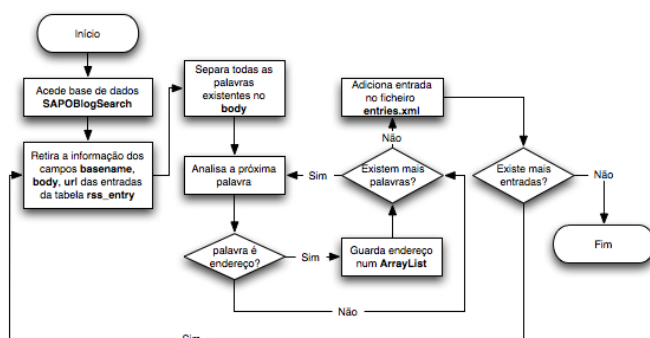 Início
Acede base de dados
SAPOBlogSearch
Retira a informação dos
campos basename,
body, url das entradas
da tabela rss_entry
Separa todas as
palavras
existentes no
body
Analisa a próxima
palavra
palavra é
endereço?
Sim
Guarda endereço
num ArrayList
Não
Existem mais
palavras?
Sim
Não
Adiciona entrada
no ficheiro
entries.xml
Existe mais
entradas?
Não
Fim
Sim